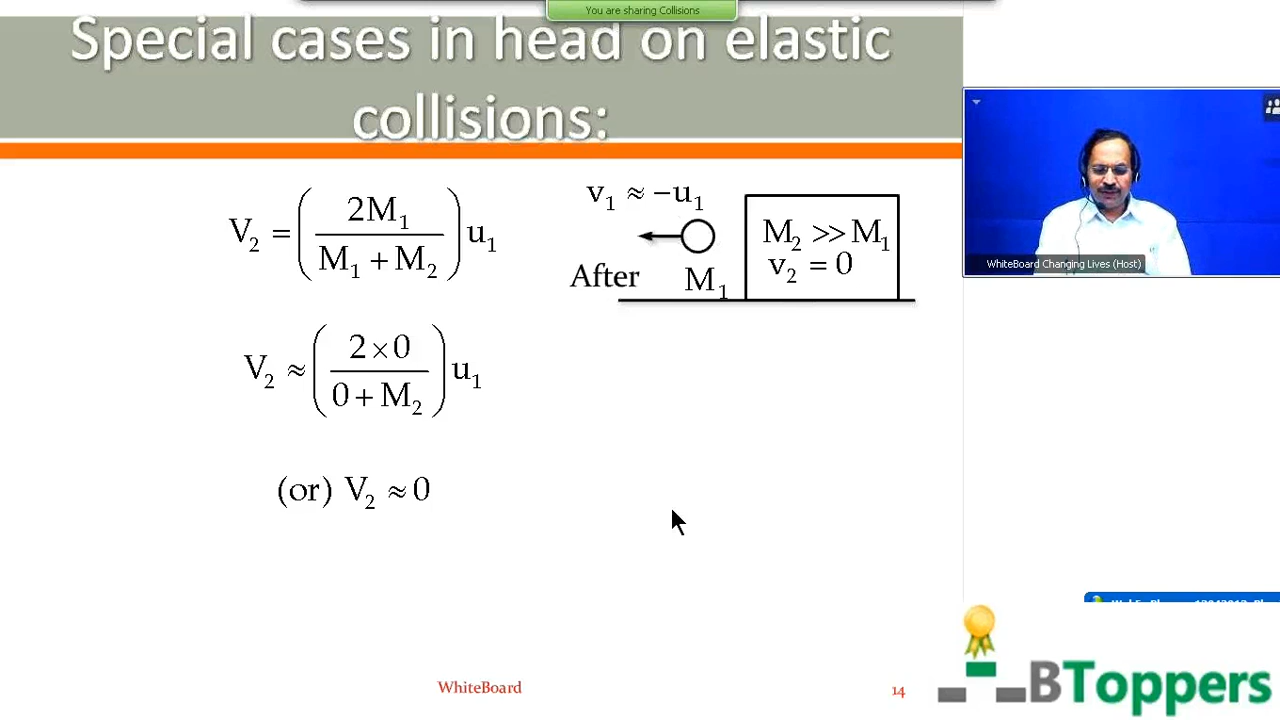 You are sharing Collisions
Special cases in head on elastic
collisions:
V₂ = (2M₁ / (M₁ + M₂)) u₁
V₂ ≈ ((2 × 0) / (0 + M₂)) u₁
(or) V₂ ≈ 0
v₁ ≈ −u₁
M₂ >> M₁
v₂ = 0
After
M₁
WhiteBoard Changing Lives (Host)
WhiteBoard
14
BToppers